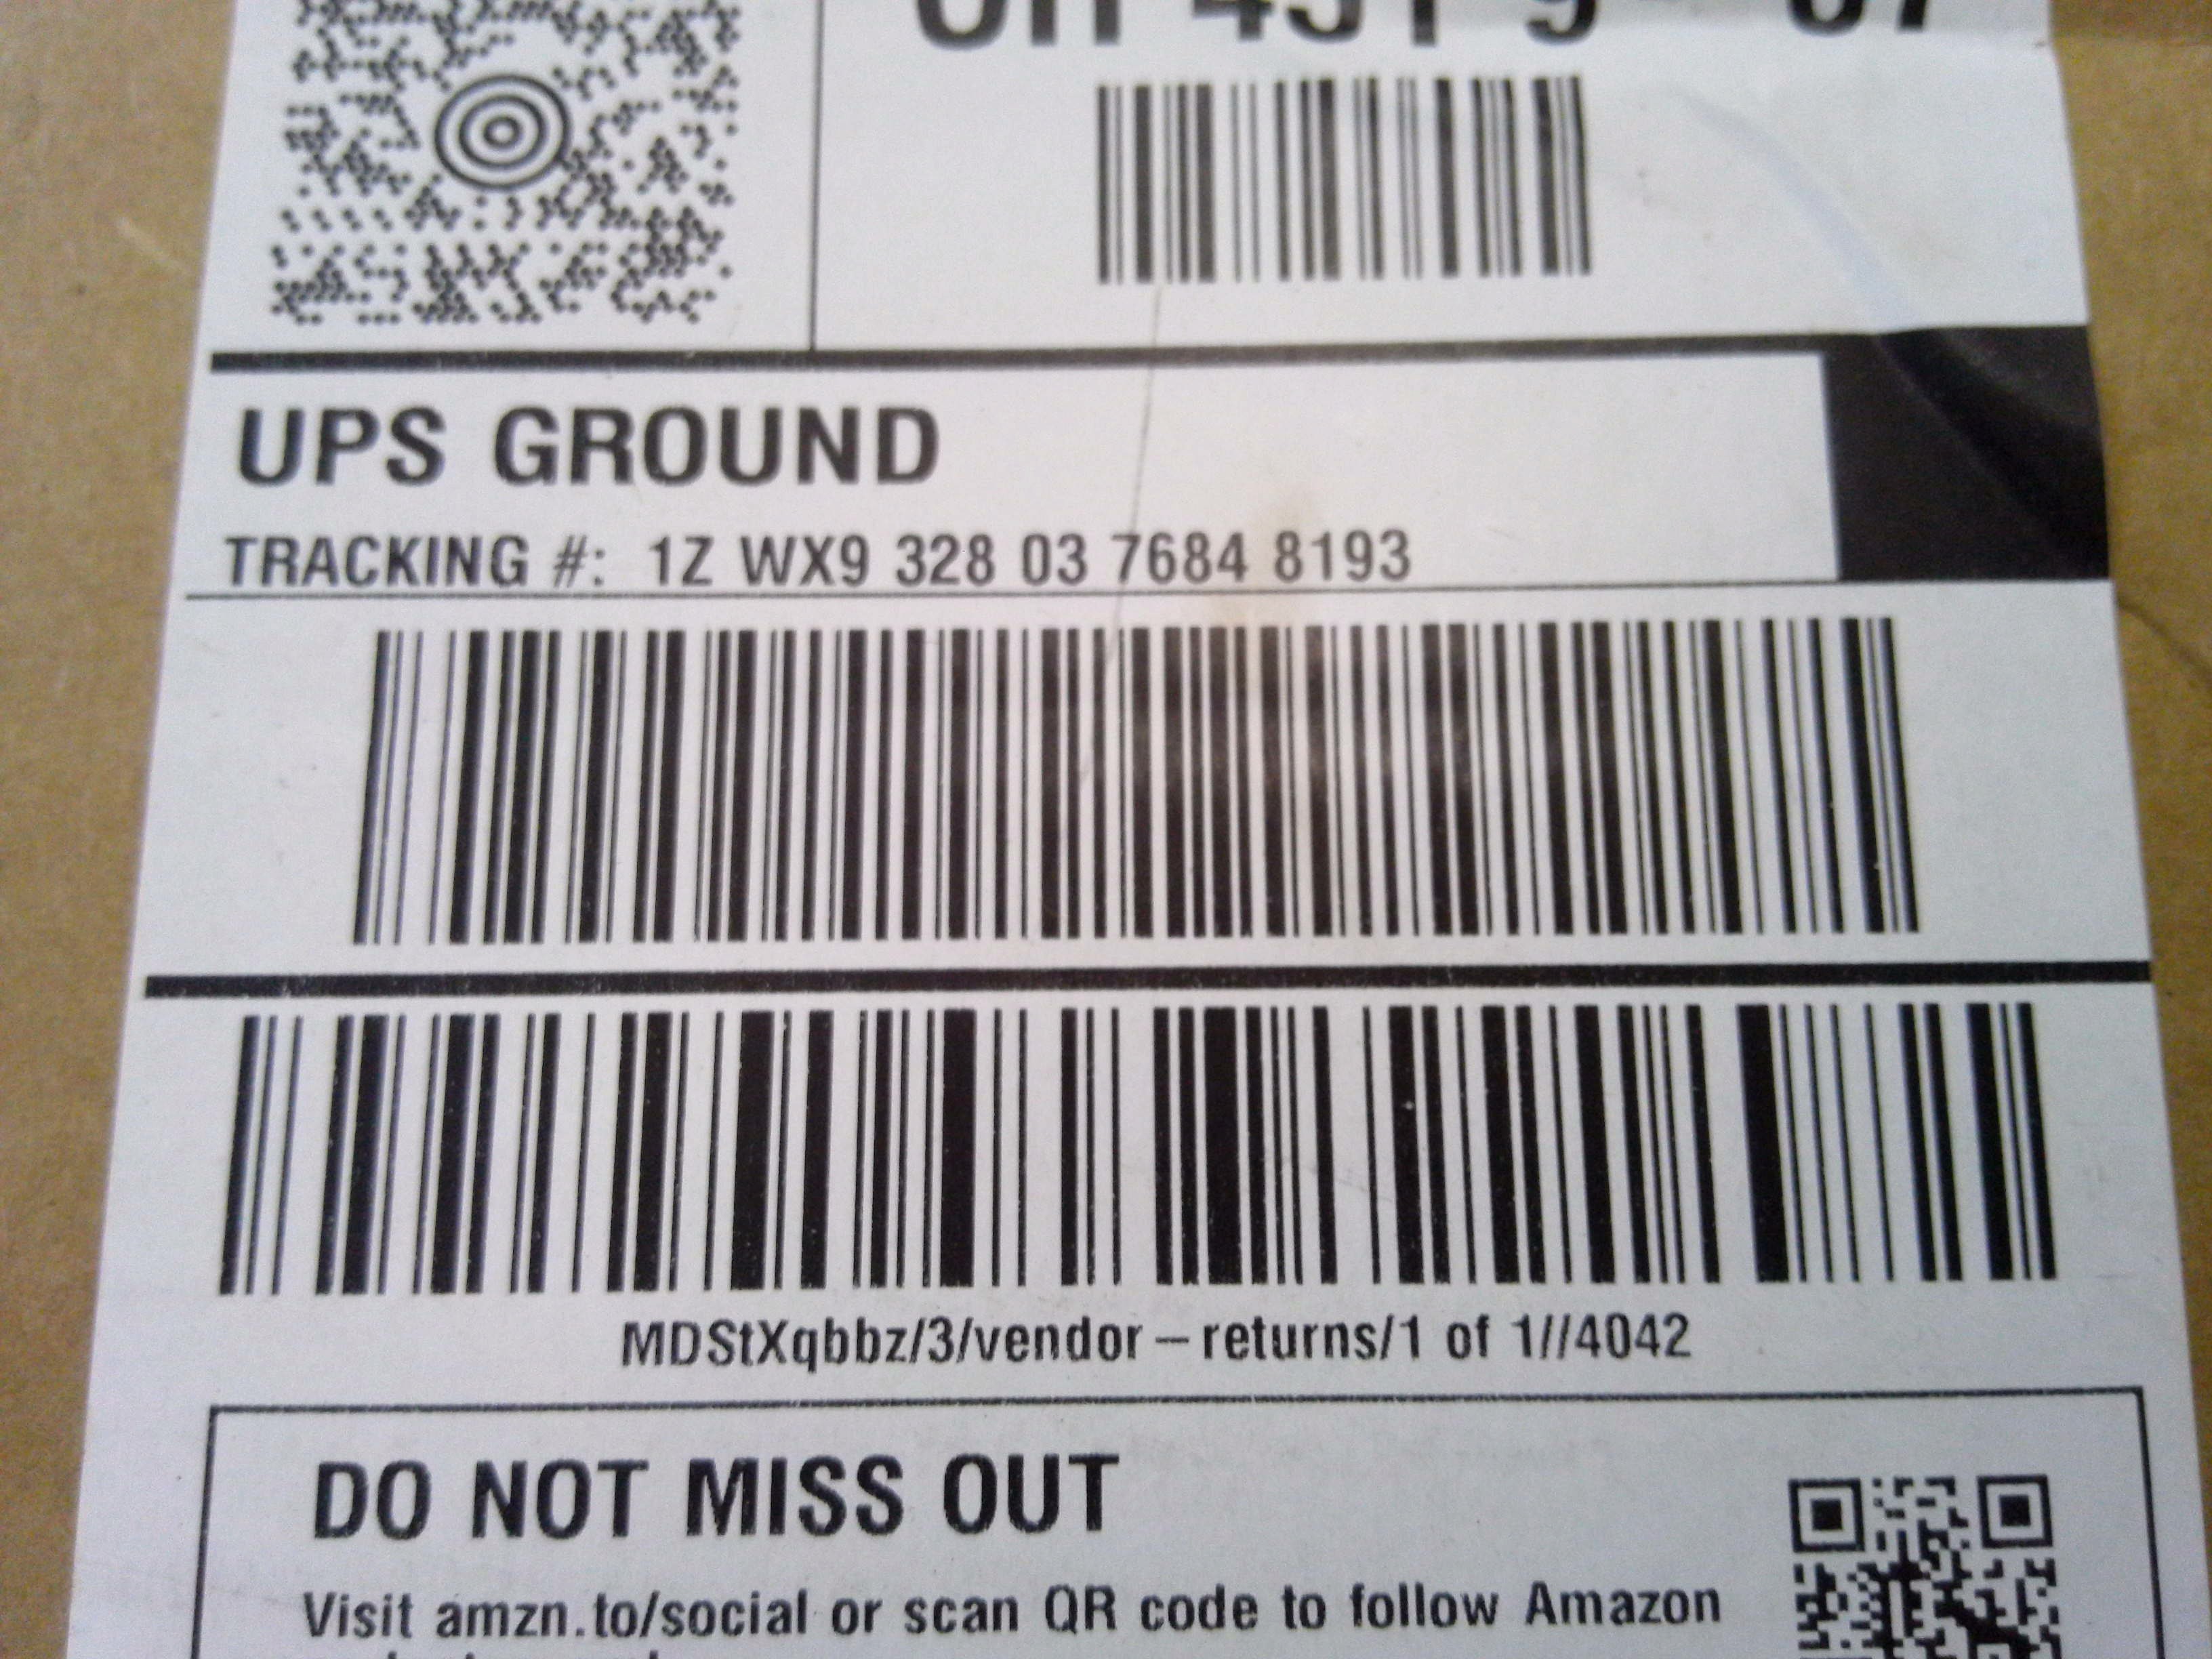 UPS GROUND
TRACKING #: 1Z WX9 328 03 7684 8193
MDStXqbbz/3/vendor – returns/1 of 1//4042
DO NOT MISS OUT
Visit amzn.to/social or scan QR code to follow Amazon